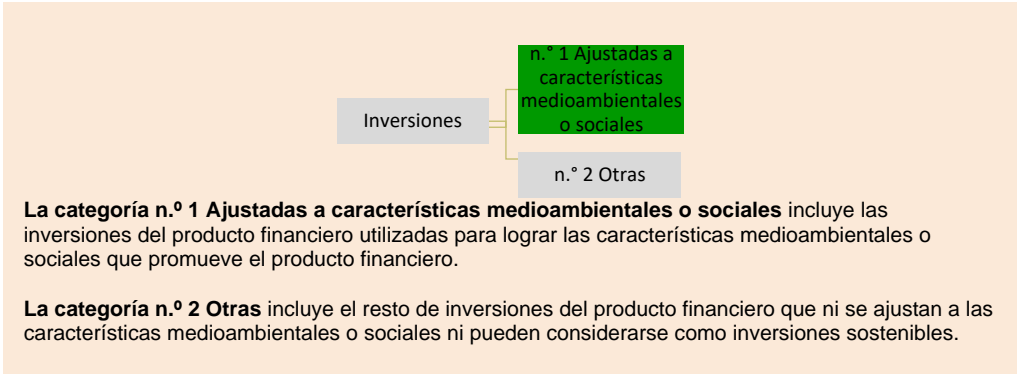 n.° 1 Ajustadas a
características
medioambientales
o sociales
Inversiones
n.° 2 Otras
La categoría n.º 1 Ajustadas a características medioambientales o sociales incluye las
inversiones del producto financiero utilizadas para lograr las características medioambientales o
sociales que promueve el producto financiero.
La categoría n.º 2 Otras incluye el resto de inversiones del producto financiero que ni se ajustan a las
características medioambientales o sociales ni pueden considerarse como inversiones sostenibles.